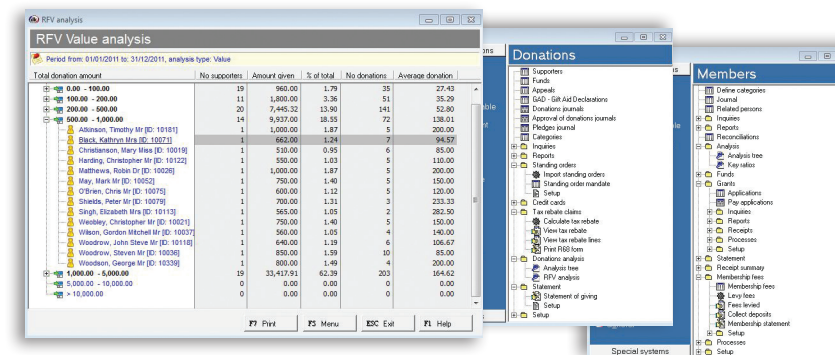 RFV analysis
RFV Value analysis
Period from: 01/01/2011 to: 31/12/2011, analysis type: Value
Total donation amount No supporters Amount given % of total No donations Average donation
0.00 - 100.00 19 960.00 1.79 35 27.43
100.00 - 200.00 11 1,800.00 3.36 51 35.29
200.00 - 500.00 20 7,445.32 13.90 141 52.80
500.00 - 1,000.00 14 9,937.00 18.55 72 138.01
Atkinson, Timothy Mr [ID: 10181] 1 1,000.00 1.87 5 200.00
Black, Kathryn Mrs [ID: 10071] 1 662.00 1.24 7 94.57
Christianson, Mary Miss [ID: 10019] 1 510.00 0.95 6 85.00
Harding, Christopher Mr [ID: 10122] 1 550.00 1.03 5 110.00
Matthews, Robin Dr [ID: 10026] 1 1,000.00 1.87 5 200.00
May, Mark Mr [ID: 10052] 1 750.00 1.40 5 150.00
O'Brien, Chris Mr [ID: 10075] 1 600.00 1.12 5 120.00
Shields, Peter Mr [ID: 10079] 1 700.00 1.31 3 233.33
Singh, Elizabeth Mrs [ID: 10113] 1 565.00 1.05 2 282.50
Weobley, Christopher Mr [ID: 10021] 1 750.00 1.40 5 150.00
Wilson, Gordon Mitchell Mr [ID: 10037] 1 560.00 1.05 4 140.00
Woodrow, John Steve Mr [ID: 10118] 1 640.00 1.19 6 106.67
Woodrow, Steven Mr [ID: 10036] 1 850.00 1.59 10 85.00
Woodson, George Mr [ID: 10339] 1 800.00 1.49 4 200.00
1,000.00 - 5,000.00 19 33,417.91 62.39 203 164.62
5,000.00 - 10,000.00 0 0.00 0.00 0 0.00
> 10,000.00 0 0.00 0.00 0 0.00
F7 Print F5 Menu ESC Exit F1 Help
Donations
Supporters
Funds
Appeals
GAD - Gift Aid Declarations
Donations journals
Approval of donations journals
Pledges journal
Categories
Inquiries
Reports
Standing orders
Import standing orders
Standing order mandate
Setup
Credit cards
Tax rebate claims
Calculate tax rebate
View tax rebate
View tax rebate lines
Print R68 form
Donations analysis
Analysis tree
RFV analysis
Statement
Statement of giving
Setup
Setup
Members
Define categories
Journal
Related persons
Inquiries
Reports
Reconciliations
Analysis
Analysis tree
Key ratios
Funds
Grants
Applications
Pay applications
Inquiries
Reports
Receipts
Processes
Setup
Statement
Receipt summary
Membership fees
Membership fees
Levy fees
Fees levied
Collect deposits
Membership statement
Setup
Processes
Setup
Special systems